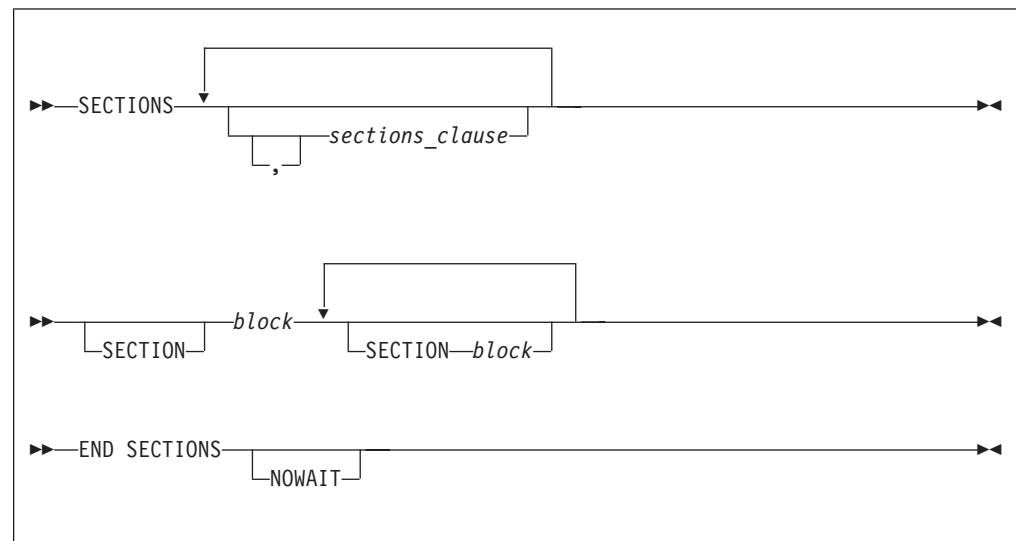 SECTIONS
sections_clause
,
block
SECTION
SECTION block
END SECTIONS
NOWAIT